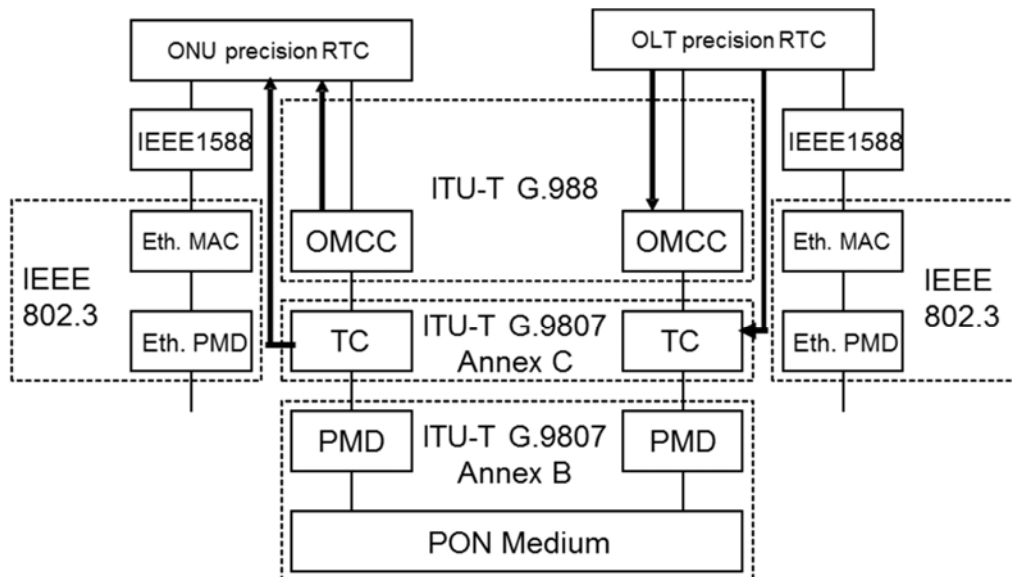 ONU precision RTC
OLT precision RTC
IEEE1588
IEEE1588
ITU-T G.988
Eth. MAC
OMCC
OMCC
Eth. MAC
IEEE
802.3
IEEE
802.3
Eth. PMD
TC
ITU-T G.9807
Annex C
TC
Eth. PMD
PMD
ITU-T G.9807
Annex B
PMD
PON Medium